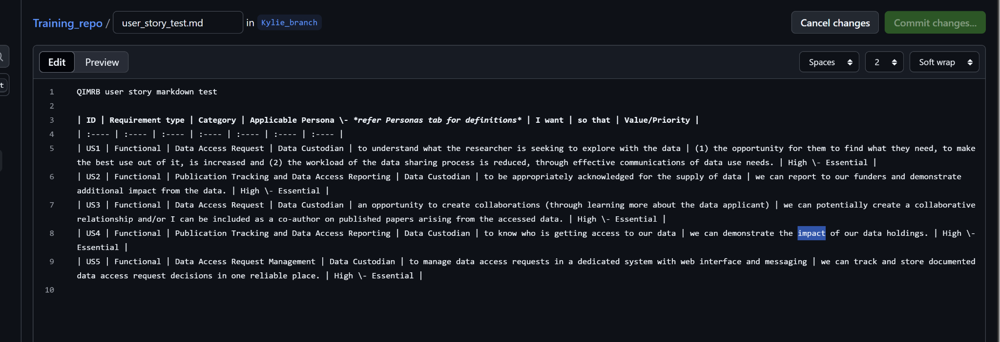 Training_repo / user_story_test.md in Kylie_branch
Cancel changes
Commit changes...
t
Edit
Preview
Spaces
2
Soft wrap
1 QIMRB user story markdown test
2
3 | ID | Requirement type | Category | Applicable Persona \- *refer Personas tab for definitions* | I want | so that | Value/Priority |
4 | :---- | :---- | :---- | :---- | :---- | :---- | :---- |
5 | US1 | Functional | Data Access Request | Data Custodian | to understand what the researcher is seeking to explore with the data | (1) the opportunity for them to find what they need, to make
the best use out of it, is increased and (2) the workload of the data sharing process is reduced, through effective communications of data use needs. | High \- Essential |
6 | US2 | Functional | Publication Tracking and Data Access Reporting | Data Custodian | to be appropriately acknowledged for the supply of data | we can report to our funders and demonstrate
additional impact from the data. | High \- Essential |
7 | US3 | Functional | Data Access Request | Data Custodian | an opportunity to create collaborations (through learning more about the data applicant) | we can potentially create a collaborative
relationship and/or I can be included as a co-author on published papers arising from the accessed data. | High \- Essential |
8 | US4 | Functional | Publication Tracking and Data Access Reporting | Data Custodian | to know who is getting access to our data | we can demonstrate the impact of our data holdings. | High \-
Essential |
9 | US5 | Functional | Data Access Request Management | Data Custodian | to manage data access requests in a dedicated system with web interface and messaging | we can track and store documented
data access request decisions in one reliable place. | High \- Essential |
10